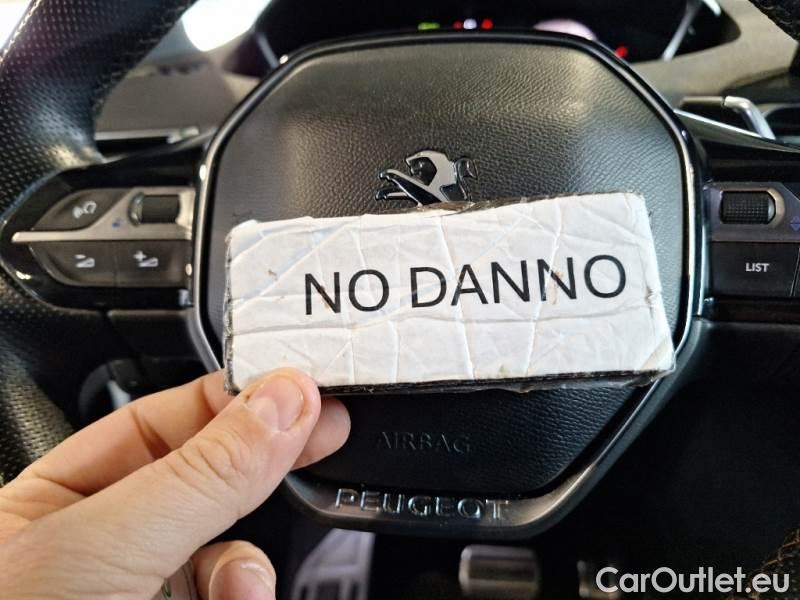 NO DANNO
LIST
AIRBAG
PEUGEOT
CarOutlet.eu